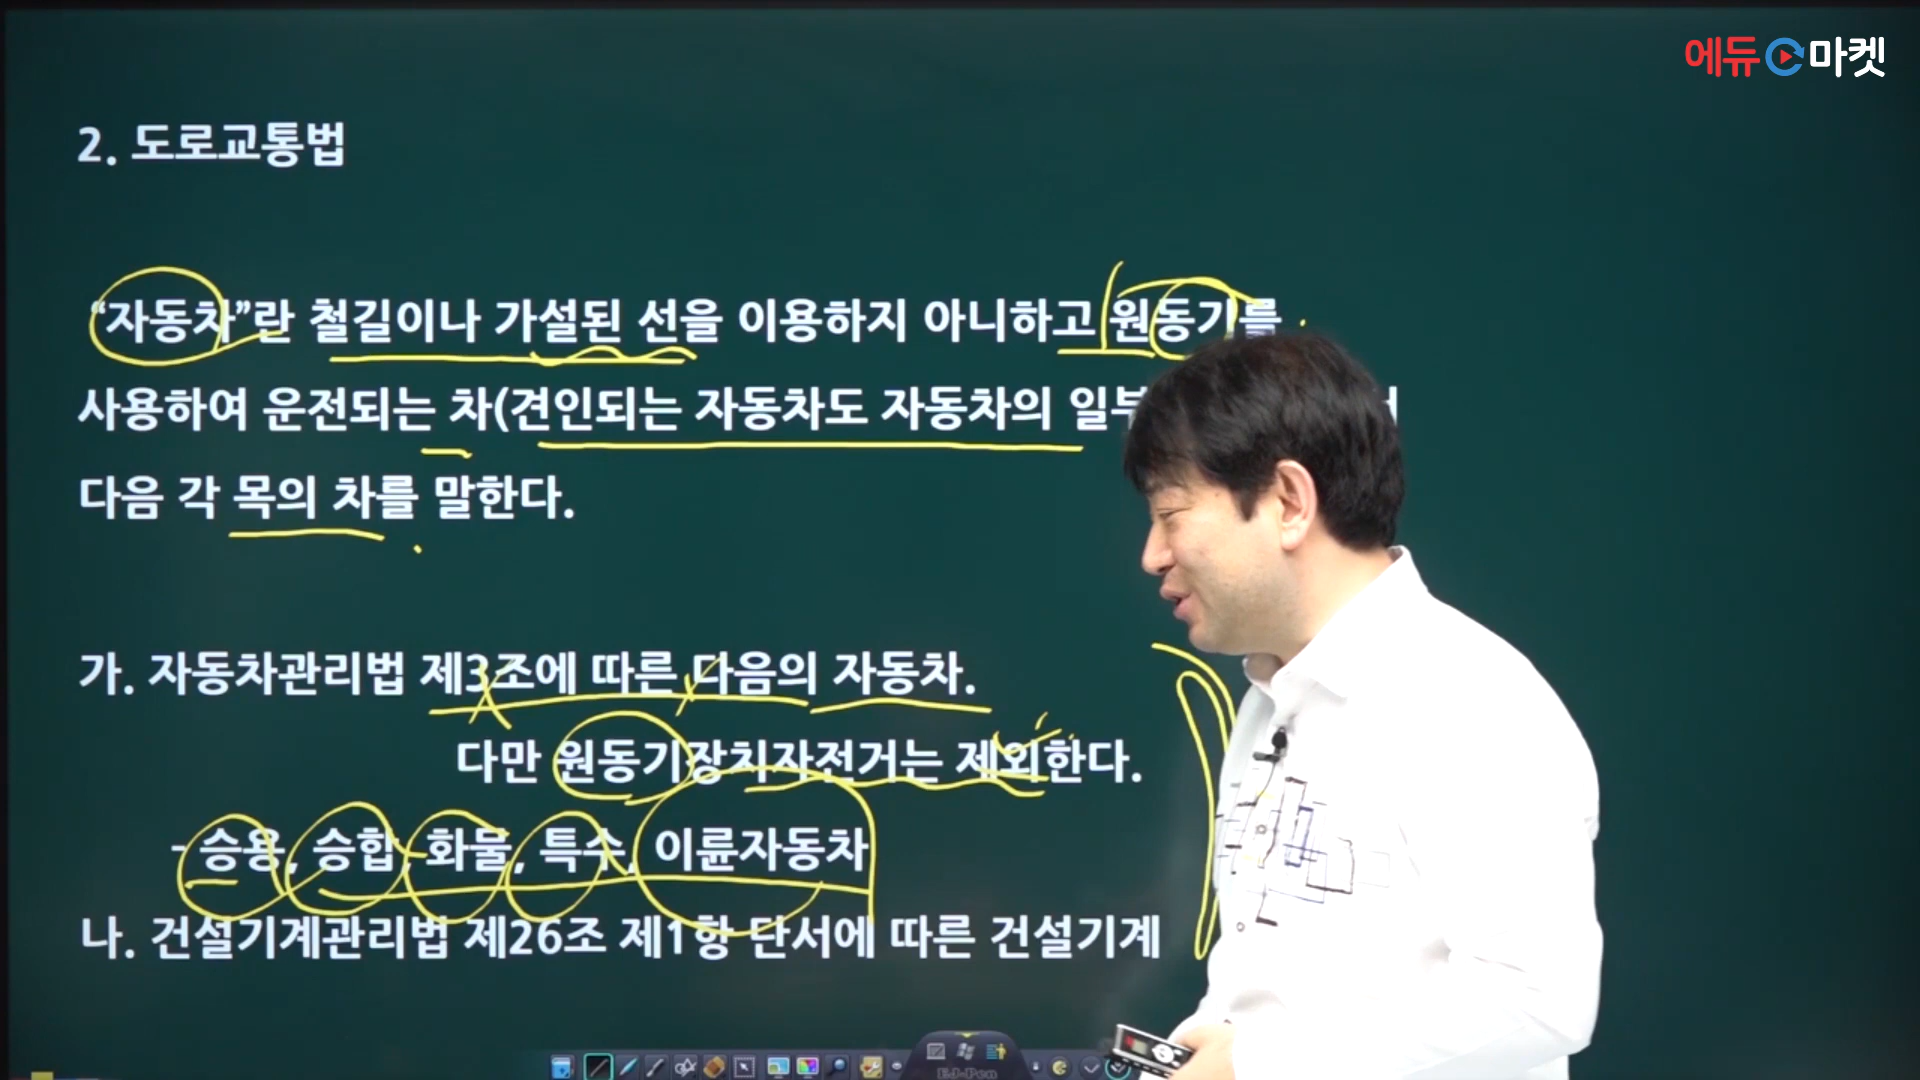 에듀마켓
2. 도로교통법
“자동차”란 철길이나 가설된 선을 이용하지 아니하고 원동기를
사용하여 운전되는 차(견인되는 자동차도 자동차의 일부
다음 각 목의 차를 말한다.
가. 자동차관리법 제3조에 따른 다음의 자동차.
다만 원동기장치자전거는 제외한다.
- 승용, 승합, 화물, 특수, 이륜자동차
나. 건설기계관리법 제26조 제1항 단서에 따른 건설기계
EJ-Pen